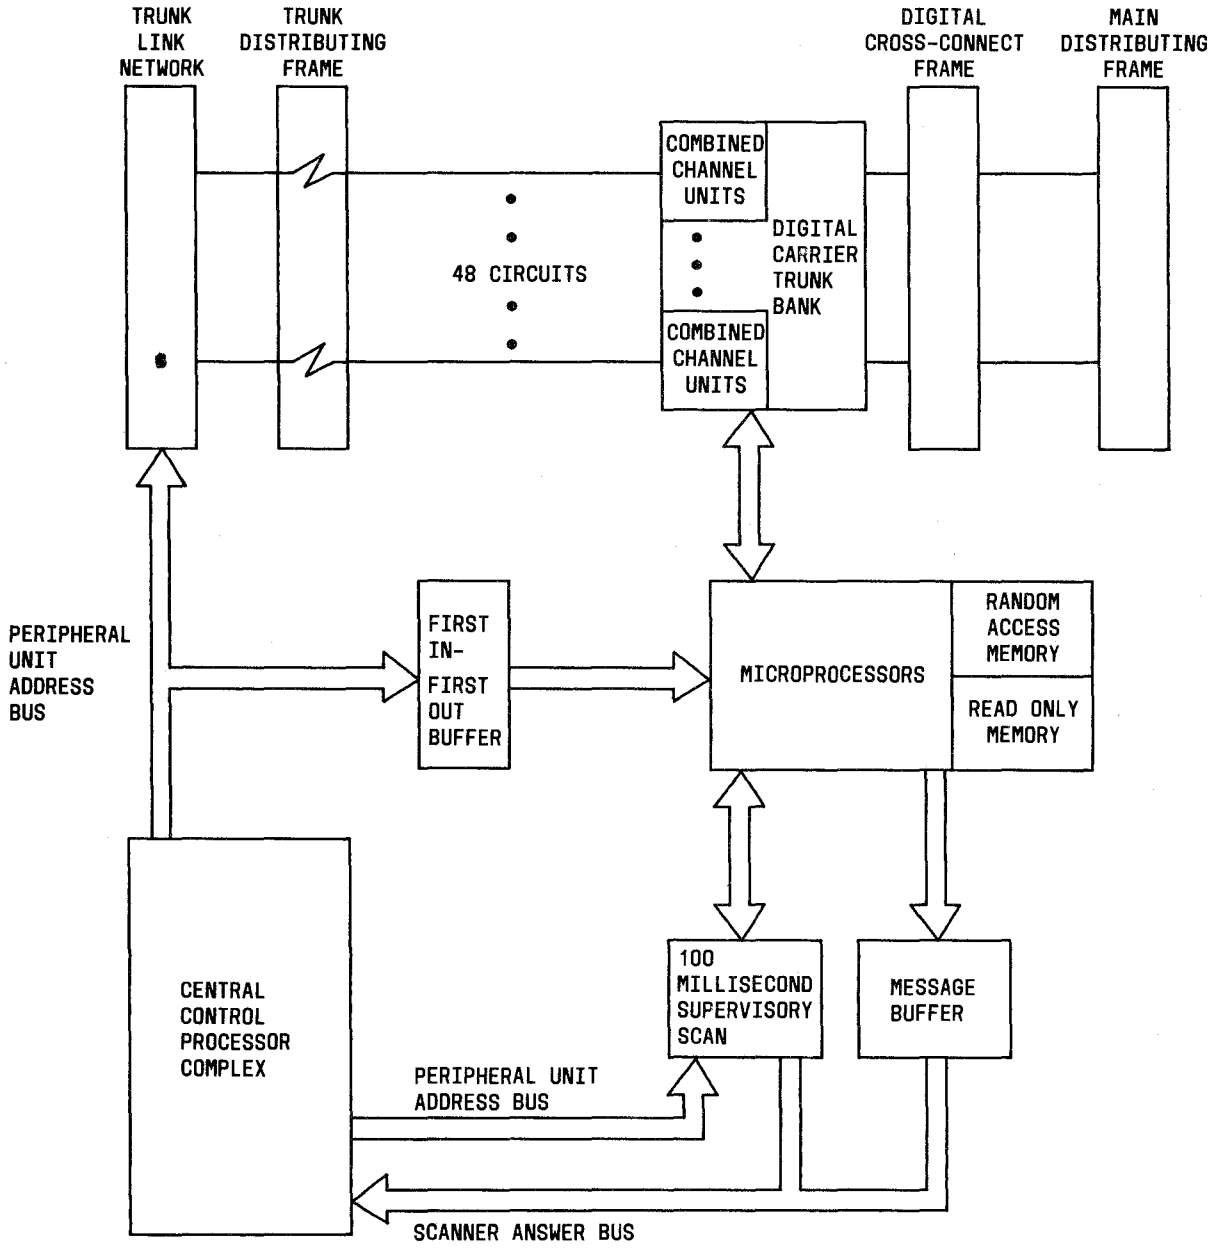 TRUNK
LINK
NETWORK
TRUNK
DISTRIBUTING
FRAME
DIGITAL
CROSS-CONNECT
FRAME
MAIN
DISTRIBUTING
FRAME
COMBINED
CHANNEL
UNITS
DIGITAL
CARRIER
TRUNK
BANK
48 CIRCUITS
COMBINED
CHANNEL
UNITS
PERIPHERAL
UNIT
ADDRESS
BUS
FIRST
IN-
FIRST
OUT
BUFFER
MICROPROCESSORS
RANDOM
ACCESS
MEMORY
READ ONLY
MEMORY
CENTRAL
CONTROL
PROCESSOR
COMPLEX
100
MILLISECOND
SUPERVISORY
SCAN
MESSAGE
BUFFER
PERIPHERAL UNIT
ADDRESS BUS
SCANNER ANSWER BUS